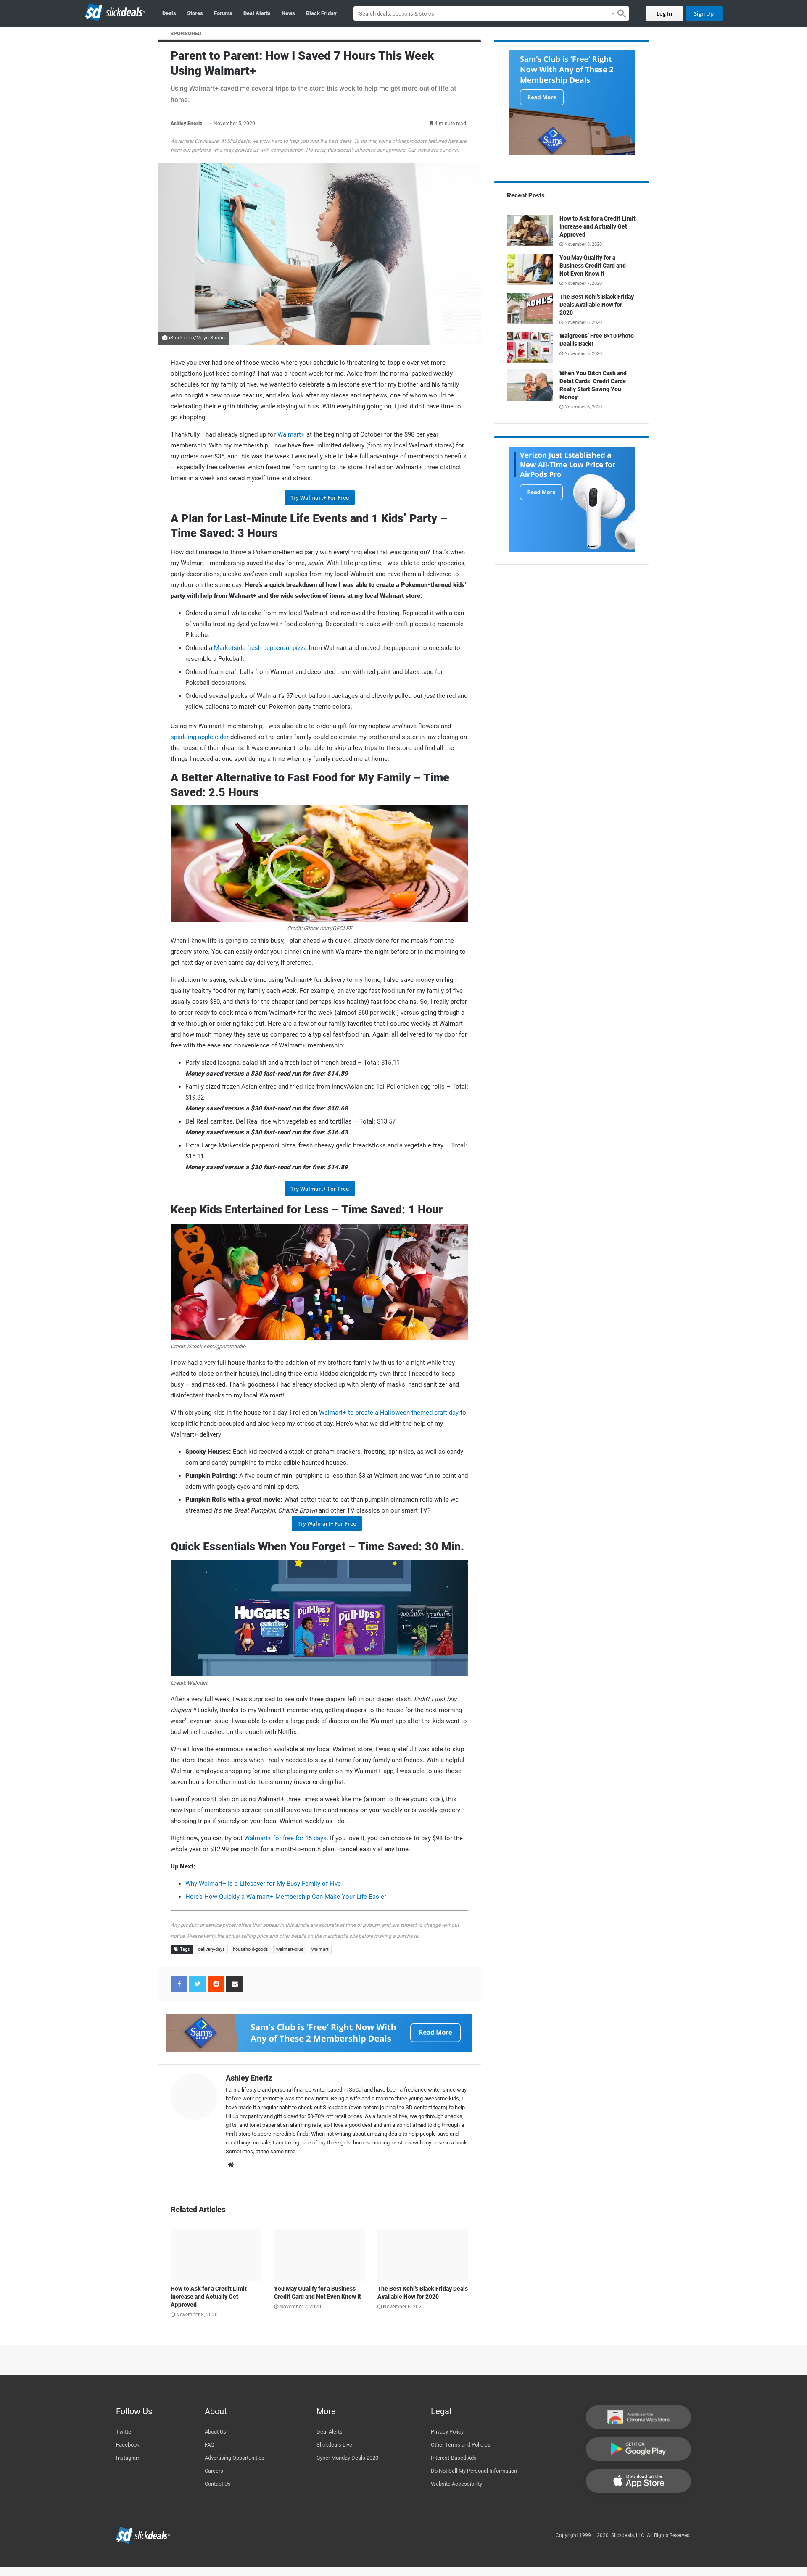 sd slickdeals
Deals
Stores
Forums
Deal Alerts
News
Black Friday
Search deals, coupons & stores
Log In
Sign Up
SPONSORED
Parent to Parent: How I Saved 7 Hours This Week
Using Walmart+
Using Walmart+ saved me several trips to the store this week to help me get more out of life at
home.
Ashley Eneriz · November 5, 2020
4 minute read
Advertiser Disclosure: At Slickdeals, we work hard to help you find the best deals. To do this, some of the products featured here are
from our partners who may provide us with compensation. However, this doesn't influence our opinions. Our views are our own.
iStock.com/Moyo Studio
Have you ever had one of those weeks where your schedule is threatening to topple over yet more
obligations just keep coming? That was a recent week for me. Aside from the normal packed weekly
schedules for my family of five, we wanted to celebrate a milestone event for my brother and his family
who bought a new house near us, and also look after my nieces and nephews, one of whom would be
celebrating their eighth birthday while staying with us. With everything going on, I just didn't have time to
go shopping.
Thankfully, I had already signed up for Walmart+ at the beginning of October for the $98 per year
membership. With my membership, I now have free unlimited delivery (from my local Walmart stores) for
my orders over $35, and this was the week I was really able to take full advantage of membership benefits
– especially free deliveries which freed me from running to the store. I relied on Walmart+ three distinct
times in a week and saved myself time and stress.
Try Walmart+ For Free
A Plan for Last-Minute Life Events and 1 Kids' Party –
Time Saved: 3 Hours
How did I manage to throw a Pokemon-themed party with everything else that was going on? That's when
my Walmart+ membership saved the day for me, again. With little prep time, I was able to order groceries,
party decorations, a cake and even craft supplies from my local Walmart and have them all delivered to
my door on the same day. Here's a quick breakdown of how I was able to create a Pokemon-themed kids'
party with help from Walmart+ and the wide selection of items at my local Walmart store:
• Ordered a small white cake from my local Walmart and removed the frosting. Replaced it with a can
of vanilla frosting dyed yellow with food coloring. Decorated the cake with craft pieces to resemble
Pikachu.
• Ordered a Marketside fresh pepperoni pizza from Walmart and moved the pepperoni to one side to
resemble a Pokeball.
• Ordered foam craft balls from Walmart and decorated them with red paint and black tape for
Pokeball decorations.
• Ordered several packs of Walmart's 97-cent balloon packages and cleverly pulled out just the red and
yellow balloons to match our Pokemon party theme colors.
Using my Walmart+ membership, I was also able to order a gift for my nephew and have flowers and
sparkling apple cider delivered so the entire family could celebrate my brother and sister-in-law closing on
the house of their dreams. It was convenient to be able to skip a few trips to the store and find all the
things I needed at one spot during a time when my family needed me at home.
A Better Alternative to Fast Food for My Family – Time
Saved: 2.5 Hours
Credit: iStock.com/GEOLEE
When I know life is going to be this busy, I plan ahead with quick, already done for me meals from the
grocery store. You can easily order your dinner online with Walmart+ the night before or in the morning to
get next day or even same-day delivery, if preferred.
In addition to saving valuable time using Walmart+ for delivery to my home, I also save money on high-
quality healthy food for my family each week. For example, an average fast-food run for my family of five
usually costs $30, and that's for the cheaper (and perhaps less healthy) fast-food chains. So, I really prefer
to order ready-to-cook meals from Walmart+ for the week (almost $60 per week!) versus going through a
drive-through or ordering take-out. Here are a few of our family favorites that I source weekly at Walmart
and how much money they save us compared to a typical fast-food run. Again, all delivered to my door for
free with the ease and convenience of Walmart+ membership:
• Party-sized lasagna, salad kit and a fresh loaf of french bread – Total: $15.11
Money saved versus a $30 fast-food run for five: $14.89
• Family-sized frozen Asian entree and fried rice from InnovAsian and Tai Pei chicken egg rolls – Total:
$19.32
Money saved versus a $30 fast-food run for five: $10.68
• Del Real carnitas, Del Real rice with vegetables and tortillas – Total: $13.57
Money saved versus a $30 fast-food run for five: $16.43
• Extra Large Marketside pepperoni pizza, fresh cheesy garlic breadsticks and a vegetable tray – Total:
$15.11
Money saved versus a $30 fast-food run for five: $14.89
Try Walmart+ For Free
Keep Kids Entertained for Less – Time Saved: 1 Hour
Credit: iStock.com/gpointstudio
I now had a very full house thanks to the addition of my brother's family (with us for a night while they
waited to close on their house), including three extra kiddos alongside my own three I needed to keep
busy – and masked. Thank goodness I had already stocked up with plenty of masks, hand sanitizer and
disinfectant thanks to my local Walmart!
With six young kids in the house for a day, I relied on Walmart+ to create a Halloween-themed craft day to
keep little hands occupied and also keep my stress at bay. Here's what we did with the help of my
Walmart+ delivery:
• Spooky Houses: Each kid received a stack of graham crackers, frosting, sprinkles, as well as candy
corn and candy pumpkins to make edible haunted houses.
• Pumpkin Painting: A five-count of mini pumpkins is less than $3 at Walmart and was fun to paint and
adorn with googly eyes and mini spiders.
• Pumpkin Rolls with a great movie: What better treat to eat than pumpkin cinnamon rolls while we
streamed It's the Great Pumpkin, Charlie Brown and other TV classics on our smart TV?
Try Walmart+ For Free
Quick Essentials When You Forget – Time Saved: 30 Min.
HUGGIES
Pull-Ups
Pull-Ups
goodnites
goodnites
Credit: Walmart
After a very full week, I was surprised to see only three diapers left in our diaper stash. Didn't I just buy
diapers?! Luckily, thanks to my Walmart+ membership, getting diapers to the house for the next morning
wasn't even an issue. I was able to order a large pack of diapers on the Walmart app after the kids went to
bed while I crashed on the couch with Netflix.
While I love the enormous selection available at my local Walmart store, I was grateful I was able to skip
the store those three times when I really needed to stay at home for my family and friends. With a helpful
Walmart employee shopping for me after placing my order on my Walmart+ app, I was able to use those
seven hours for other must-do items on my (never-ending) list.
Even if you don't plan on using Walmart+ three times a week like me (a mom to three young kids), this
new type of membership service can still save you time and money on your weekly or bi-weekly grocery
shopping trips if you rely on your local Walmart weekly as I do.
Right now, you can try out Walmart+ for free for 15 days. If you love it, you can choose to pay $98 for the
whole year or $12.99 per month for a month-to-month plan—cancel easily at any time.
Up Next:
• Why Walmart+ Is a Lifesaver for My Busy Family of Five
• Here's How Quickly a Walmart+ Membership Can Make Your Life Easier
Any product or service prices/offers that appear in this article are accurate at time of publish, and are subject to change without
notice. Please verify the actual selling price and offer details on the merchant's site before making a purchase.
Tags
delivery-days
household-goods
walmart-plus
walmart
Sam's Club
Sam's Club is 'Free' Right Now With
Any of These 2 Membership Deals
Read More
Ashley Eneriz
I am a lifestyle and personal finance writer based in SoCal and have been a freelance writer since way
before working remotely was the new norm. Being a wife and a mom to three young awesome kids, I
have made it a regular habit to check out Slickdeals (even before joining the SD content team) to help
fill up my pantry and gift closet for 50-70% off retail prices. As a family of five, we go through snacks,
gifts, and toilet paper at an alarming rate, so I love a good deal and am also not afraid to dig through a
thrift store to score incredible finds. When not writing about amazing deals to help people save and
cool things on sale, I am taking care of my three girls, homeschooling, or stuck with my nose in a book.
Sometimes, at the same time.
Related Articles
How to Ask for a Credit Limit
Increase and Actually Get
Approved
November 8, 2020
You May Qualify for a Business
Credit Card and Not Even Know It
November 7, 2020
The Best Kohl's Black Friday Deals
Available Now for 2020
November 6, 2020
Sam's Club is 'Free' Right
Now With Any of These 2
Membership Deals
Read More
Sam's Club
Recent Posts
How to Ask for a Credit Limit
Increase and Actually Get
Approved
November 8, 2020
You May Qualify for a
Business Credit Card and
Not Even Know It
November 7, 2020
KOHL'S
The Best Kohl's Black Friday
Deals Available Now for
2020
November 6, 2020
Walgreens' Free 8×10 Photo
Deal is Back!
November 6, 2020
When You Ditch Cash and
Debit Cards, Credit Cards
Really Start Saving You
Money
November 6, 2020
Verizon Just Established a
New All-Time Low Price for
AirPods Pro
Read More
Follow Us
Twitter
Facebook
Instagram
About
About Us
FAQ
Advertising Opportunities
Careers
Contact Us
More
Deal Alerts
Slickdeals Live
Cyber Monday Deals 2020
Legal
Privacy Policy
Other Terms and Policies
Interest-Based Ads
Do Not Sell My Personal Information
Website Accessibility
Available in the
Chrome Web Store
GET IT ON
Google Play
Download on the
App Store
sd slickdeals
Copyright 1999 – 2020. Slickdeals, LLC. All Rights Reserved.